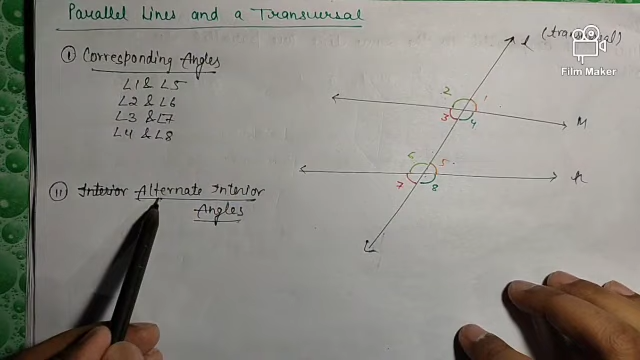 Parallel Lines and a Transversal
l (transversal)
Film Maker
(I) Corresponding Angles
∠1 & ∠5
∠2 & ∠6
∠3 & ∠7
∠4 & ∠8
2 1
3 4
M
6 5
7 8
(II) Interior Alternate Interior
Angles